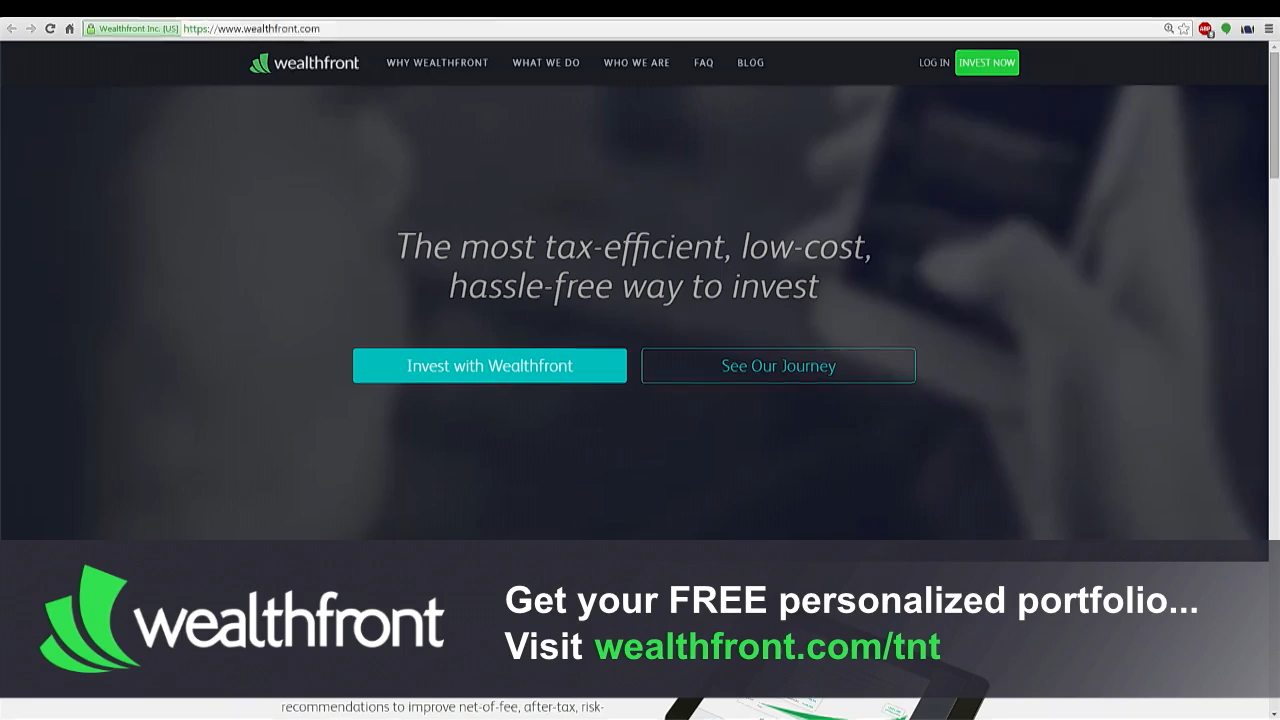 Wealthfront Inc. [US] https://www.wealthfront.com
wealthfront WHY WEALTHFRONT WHAT WE DO WHO WE ARE FAQ BLOG LOG IN INVEST NOW
The most tax-efficient, low-cost,
hassle-free way to invest
Invest with Wealthfront See Our Journey
wealthfront
Get your FREE personalized portfolio...
Visit wealthfront.com/tnt
recommendations to improve net-of-fee, after-tax, risk-